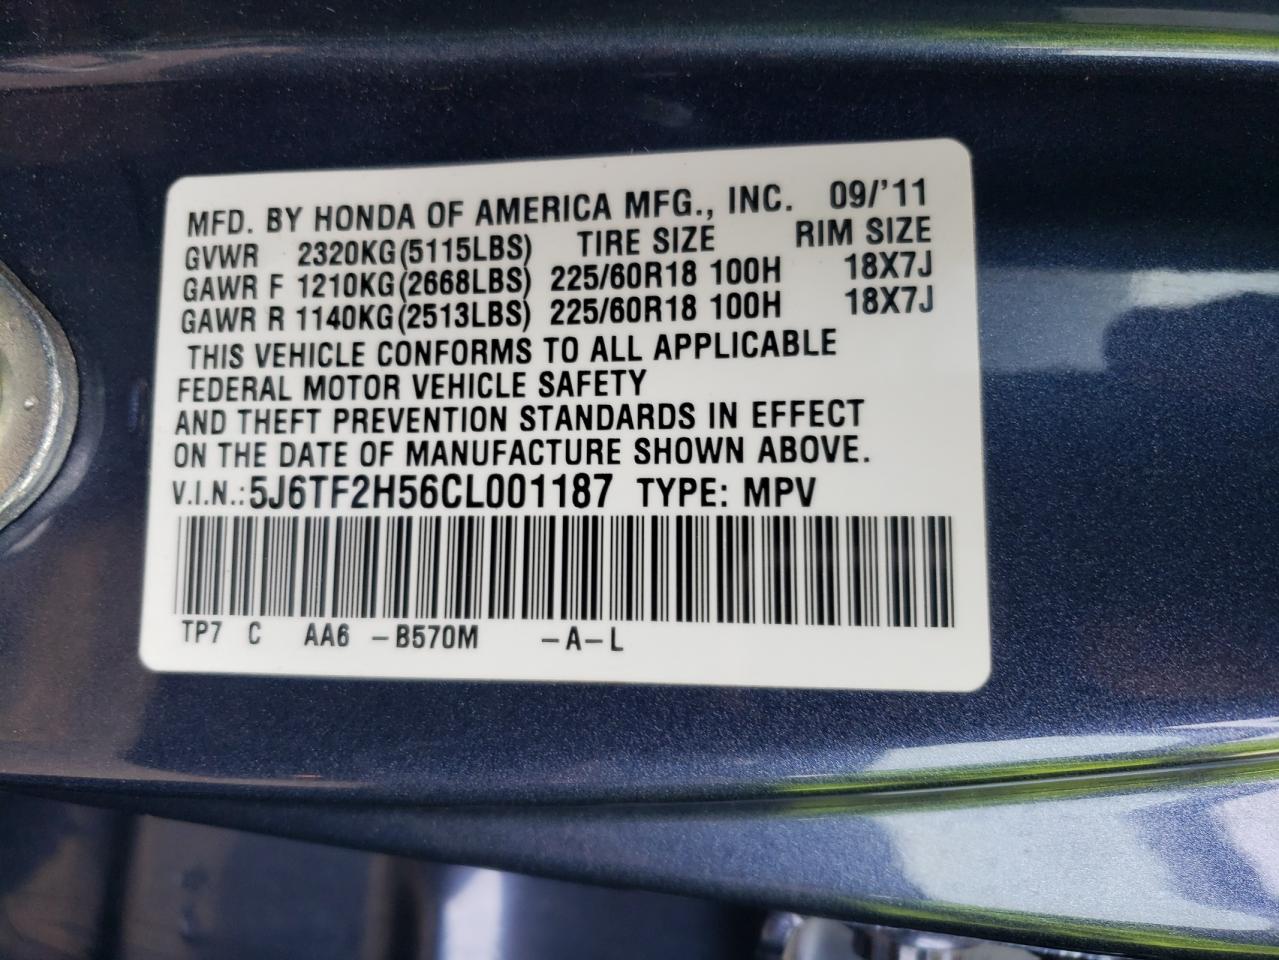 MFD. BY HONDA OF AMERICA MFG., INC. 09/'11
GVWR 2320KG(5115LBS) TIRE SIZE RIM SIZE
GAWR F 1210KG(2668LBS) 225/60R18 100H 18X7J
GAWR R 1140KG(2513LBS) 225/60R18 100H 18X7J
THIS VEHICLE CONFORMS TO ALL APPLICABLE
FEDERAL MOTOR VEHICLE SAFETY
AND THEFT PREVENTION STANDARDS IN EFFECT
ON THE DATE OF MANUFACTURE SHOWN ABOVE.
V.I.N.: 5J6TF2H56CL001187 TYPE: MPV
TP7 C AA6 -B570M -A-L